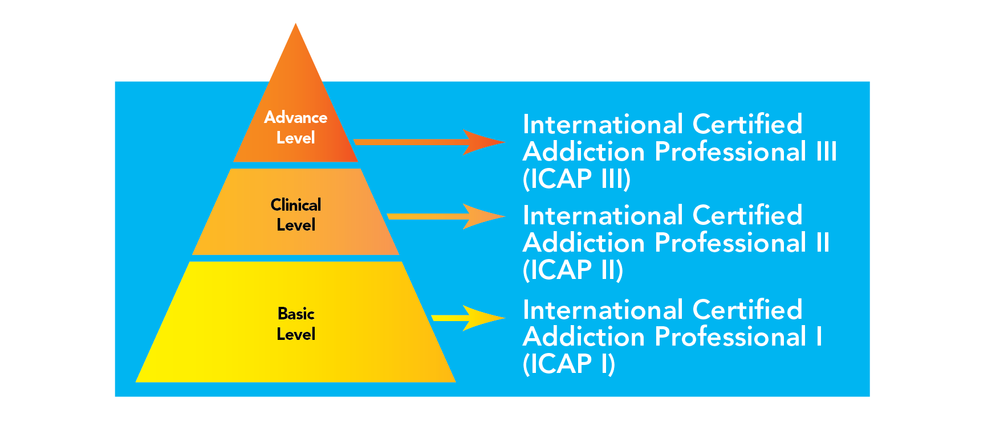 Advance
Level
International Certified
Addiction Professional III
(ICAP III)
Clinical
Level
International Certified
Addiction Professional II
(ICAP II)
Basic
Level
International Certified
Addiction Professional I
(ICAP I)